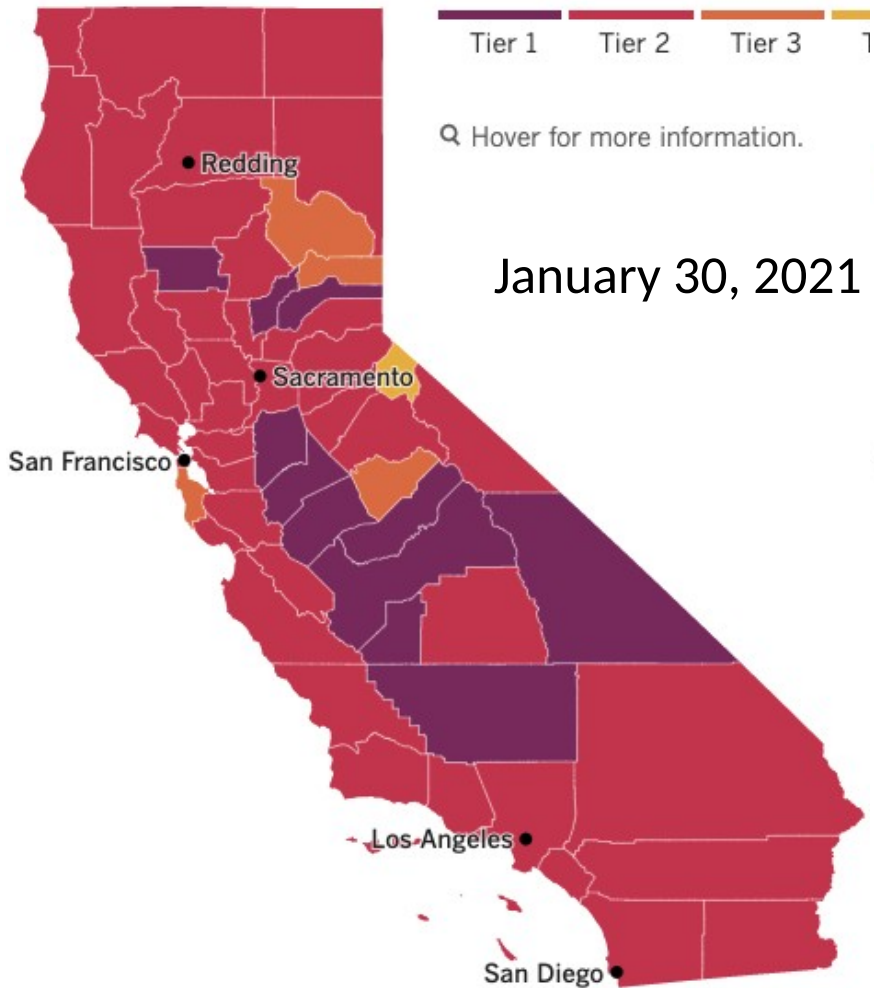 Tier 1 Tier 2 Tier 3 T
Hover for more information.
Redding
January 30, 2021
Sacramento
San Francisco
Los Angeles
San Diego